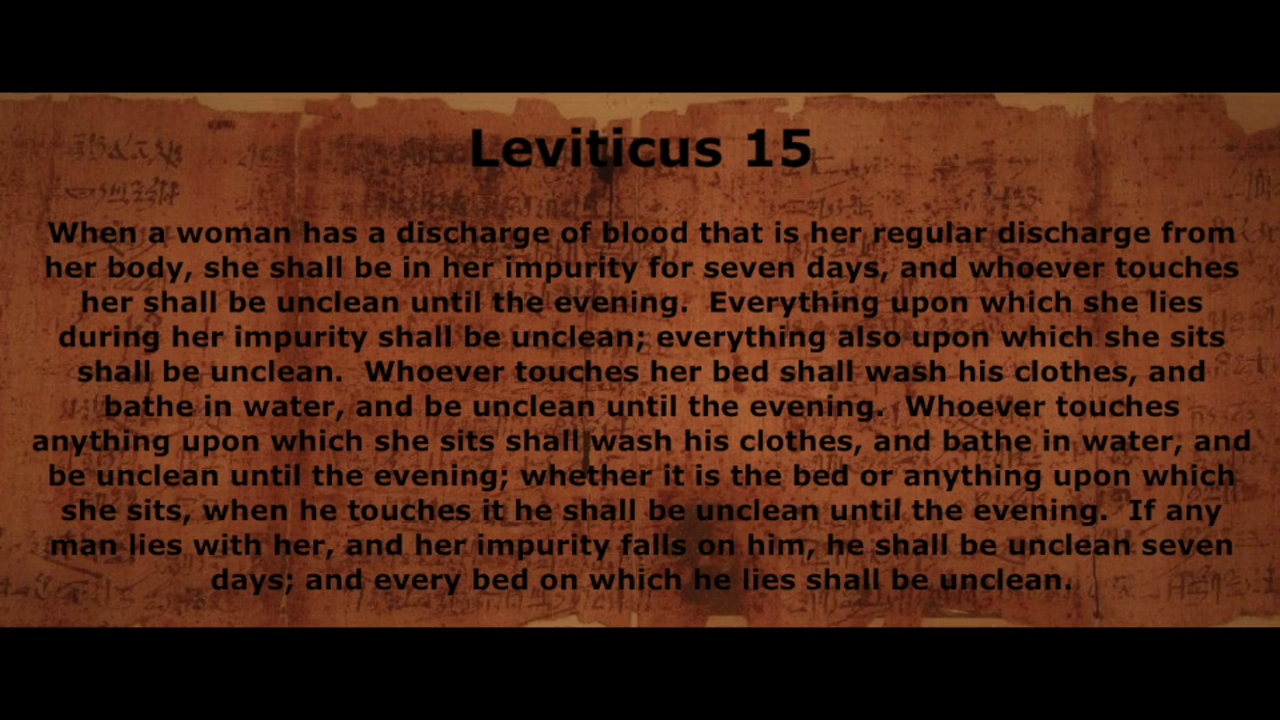 Leviticus 15
When a woman has a discharge of blood that is her regular discharge from
her body, she shall be in her impurity for seven days, and whoever touches
her shall be unclean until the evening.  Everything upon which she lies
during her impurity shall be unclean; everything also upon which she sits
shall be unclean.  Whoever touches her bed shall wash his clothes, and
bathe in water, and be unclean until the evening.  Whoever touches
anything upon which she sits shall wash his clothes, and bathe in water, and
be unclean until the evening; whether it is the bed or anything upon which
she sits, when he touches it he shall be unclean until the evening.  If any
man lies with her, and her impurity falls on him, he shall be unclean seven
days; and every bed on which he lies shall be unclean.